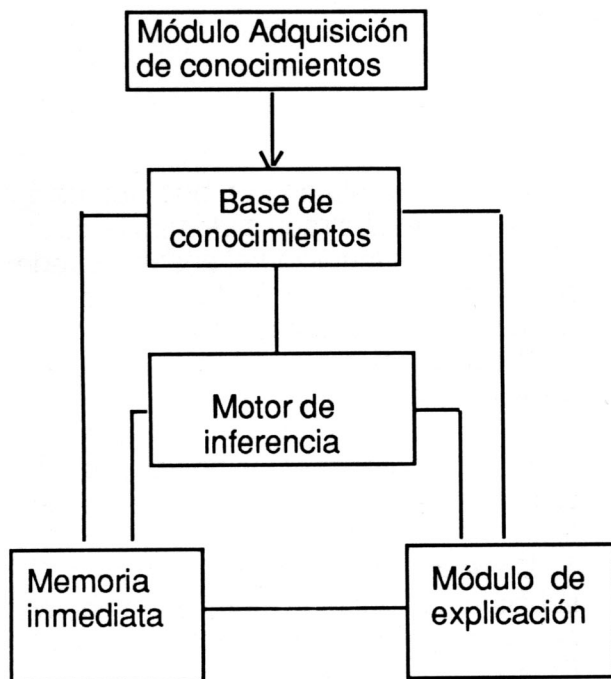 Módulo Adquisición
de conocimientos
Base de
conocimientos
Motor de
inferencia
Memoria
inmediata
Módulo de
explicación